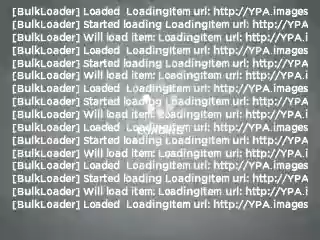 [BulkLoader] Loaded LoadingItem url: http://YPA.images
[BulkLoader] Started loading LoadingItem url: http://YPA
[BulkLoader] Will load item: LoadingItem url: http://YPA.i
[BulkLoader] Loaded LoadingItem url: http://YPA.images
[BulkLoader] Started loading LoadingItem url: http://YPA
[BulkLoader] Will load item: LoadingItem url: http://YPA.i
[BulkLoader] Loaded LoadingItem url: http://YPA.images
[BulkLoader] Started loading LoadingItem url: http://YPA
[BulkLoader] Will load item: LoadingItem url: http://YPA.i
[BulkLoader] Loaded LoadingItem url: http://YPA.images
[BulkLoader] Started loading LoadingItem url: http://YPA
[BulkLoader] Will load item: LoadingItem url: http://YPA.i
[BulkLoader] Loaded LoadingItem url: http://YPA.images
[BulkLoader] Started loading LoadingItem url: http://YPA
[BulkLoader] Will load item: LoadingItem url: http://YPA.i
[BulkLoader] Loaded LoadingItem url: http://YPA.images